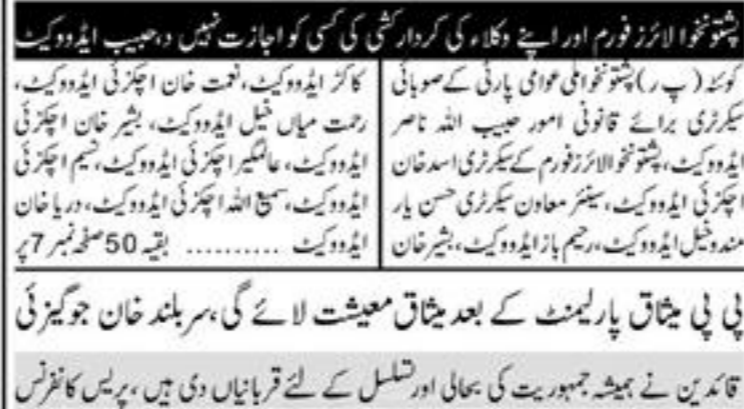 پشتونخوا لائرز فورم اور اپنے وکلاء کی کردار کشی کی کسی کو اجازت نہیں د، حبیب ایڈووکیٹ
کوئٹہ (پ ر) پشتونخوا ملی عوامی پارٹی کے صوبائی
سیکرٹری برائے قانونی امور حبیب اللہ ناصر
ایڈووکیٹ، پشتونخوا لائرز فورم کے سیکرٹری اسد خان
اچکزئی ایڈووکیٹ، سینئر معاون سیکرٹری حسن یار
مندوخیل ایڈووکیٹ، رحیم باز ایڈووکیٹ، بشیر خان
کاکڑ ایڈووکیٹ، نعمت خان اچکزئی ایڈووکیٹ،
رحمت میاں خیل ایڈووکیٹ، بشیر خان اچکزئی
ایڈووکیٹ، عالمگیر اچکزئی ایڈووکیٹ، نسیم اچکزئی
ایڈووکیٹ، سمیع اللہ اچکزئی ایڈووکیٹ، دریا خان
ایڈووکیٹ .......... بقیہ 50 صفحہ نمبر 7 پر
پی پی میثاق پارلیمنٹ کے بعد میثاق معیشت لائے گی، سربلند خان جوگیزئی
قائدین نے ہمیشہ جمہوریت کی بحالی اور تسلسل کے لئے قربانیاں دی ہیں، پریس کانفرنس